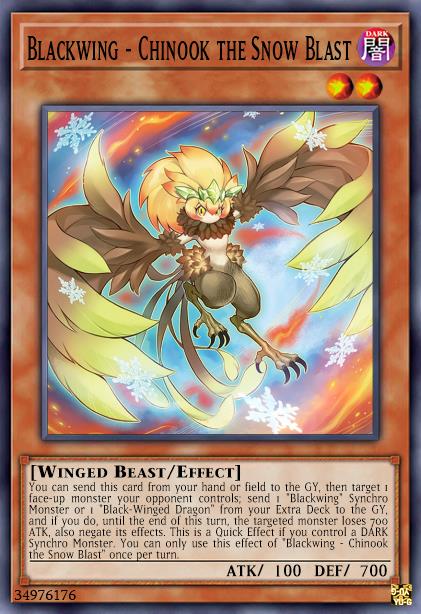 Blackwing - Chinook the Snow Blast
DARK
闇
[Winged Beast/Effect]
You can send this card from your hand or field to the GY, then target 1
face-up monster your opponent controls; send 1 "Blackwing" Synchro
Monster or 1 "Black-Winged Dragon" from your Extra Deck to the GY,
and if you do, until the end of this turn, the targeted monster loses 700
ATK, also negate its effects. This is a Quick Effect if you control a DARK
Synchro Monster. You can only use this effect of "Blackwing - Chinook
the Snow Blast" once per turn.
ATK/ 100 DEF/ 700
34976176